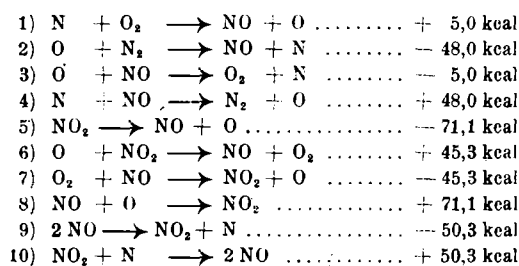 1) N + O₂ ⟶ NO + O ........ + 5,0 kcal
2) O + N₂ ⟶ NO + N ........ — 48,0 kcal
3) O + NO ⟶ O₂ + N ........ — 5,0 kcal
4) N + NO ⟶ N₂ + O ........ + 48,0 kcal
5) NO₂ ⟶ NO + O ............... — 71,1 kcal
6) O + NO₂ ⟶ NO + O₂ ....... + 45,3 kcal
7) O₂ + NO ⟶ NO₂ + O ....... — 45,3 kcal
8) NO + O ⟶ NO₂ ............. + 71,1 kcal
9) 2 NO ⟶ NO₂ + N ............ — 50,3 kcal
10) NO₂ + N ⟶ 2 NO ............ + 50,3 kcal